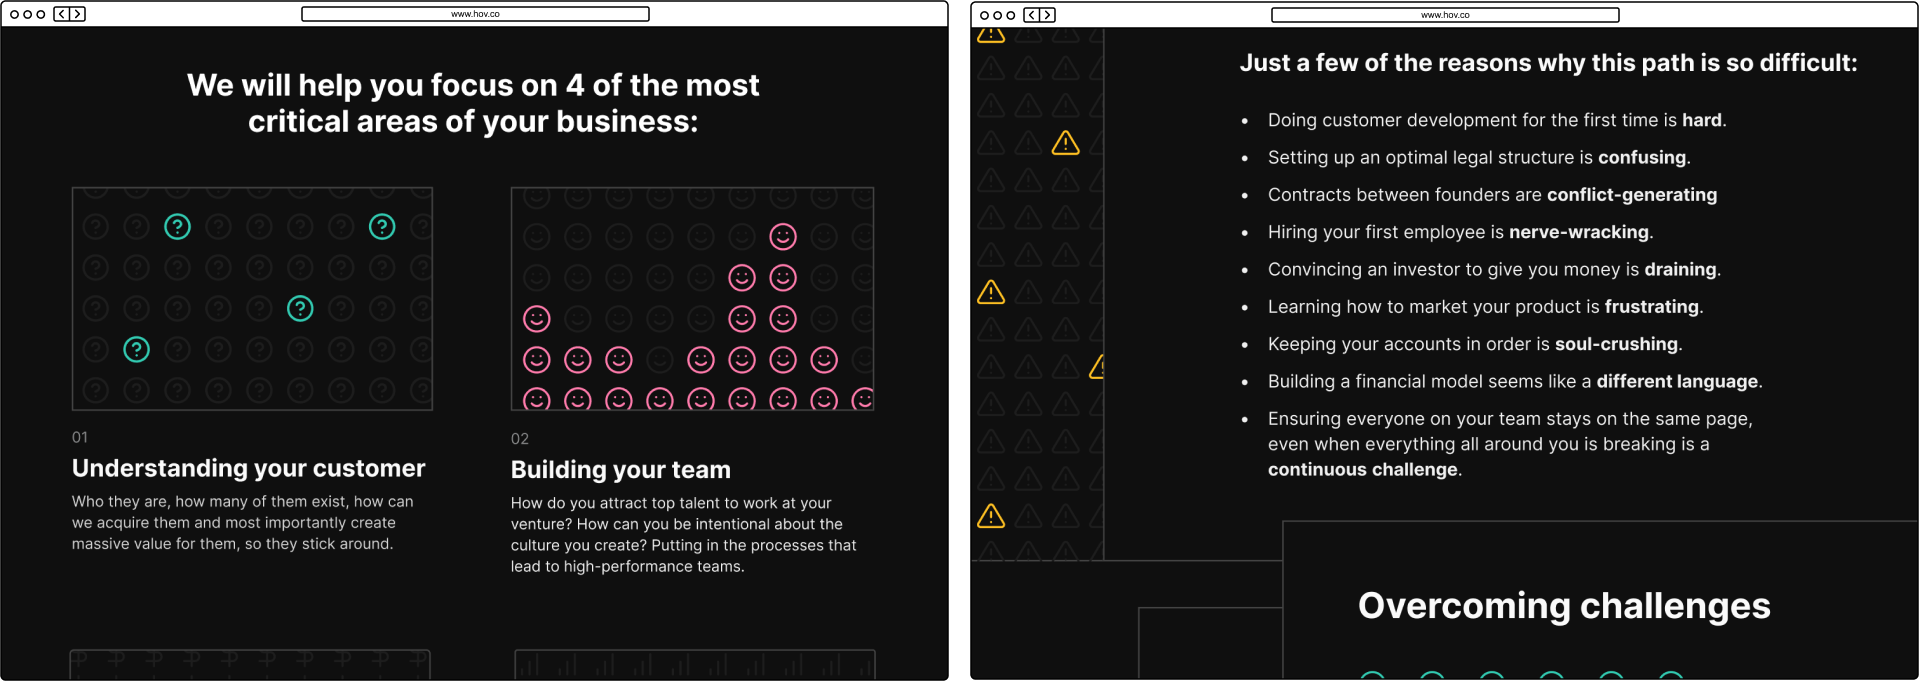 www.hov.co
We will help you focus on 4 of the most
critical areas of your business:
01
Understanding your customer
Who they are, how many of them exist, how can
we acquire them and most importantly create
massive value for them, so they stick around.
02
Building your team
How do you attract top talent to work at your
venture? How can you be intentional about the
culture you create? Putting in the processes that
lead to high-performance teams.
www.hov.co
Just a few of the reasons why this path is so difficult:
• Doing customer development for the first time is hard.
• Setting up an optimal legal structure is confusing.
• Contracts between founders are conflict-generating
• Hiring your first employee is nerve-wracking.
• Convincing an investor to give you money is draining.
• Learning how to market your product is frustrating.
• Keeping your accounts in order is soul-crushing.
• Building a financial model seems like a different language.
• Ensuring everyone on your team stays on the same page,
even when everything all around you is breaking is a
continuous challenge.
Overcoming challenges